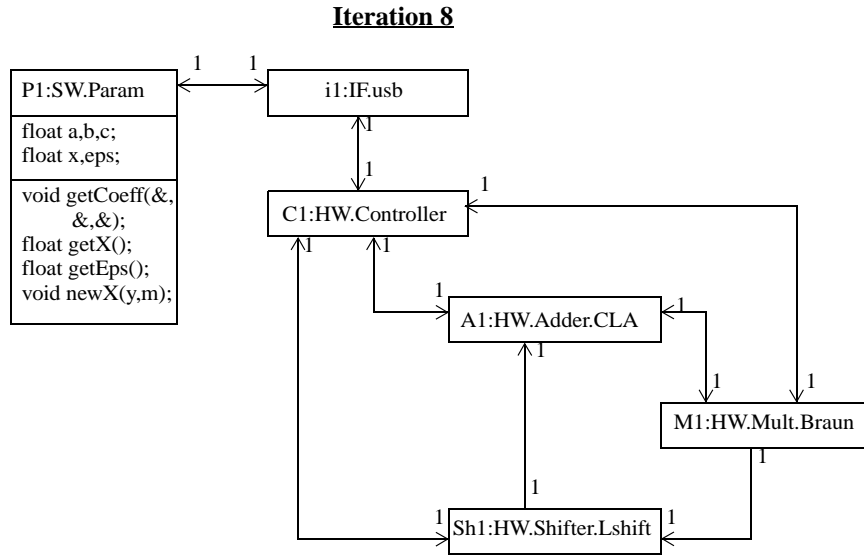 Iteration 8
1 1
P1:SW.Param
i1:IF.usb
float a,b,c;
float x,eps;
1
1
void getCoeff(&,
&,&);
float getX();
float getEps();
void newX(y,m);
C1:HW.Controller
1
1
1
1
A1:HW.Adder.CLA
1
1
1
1
M1:HW.Mult.Braun
1
1
1
Sh1:HW.Shifter.Lshift
1